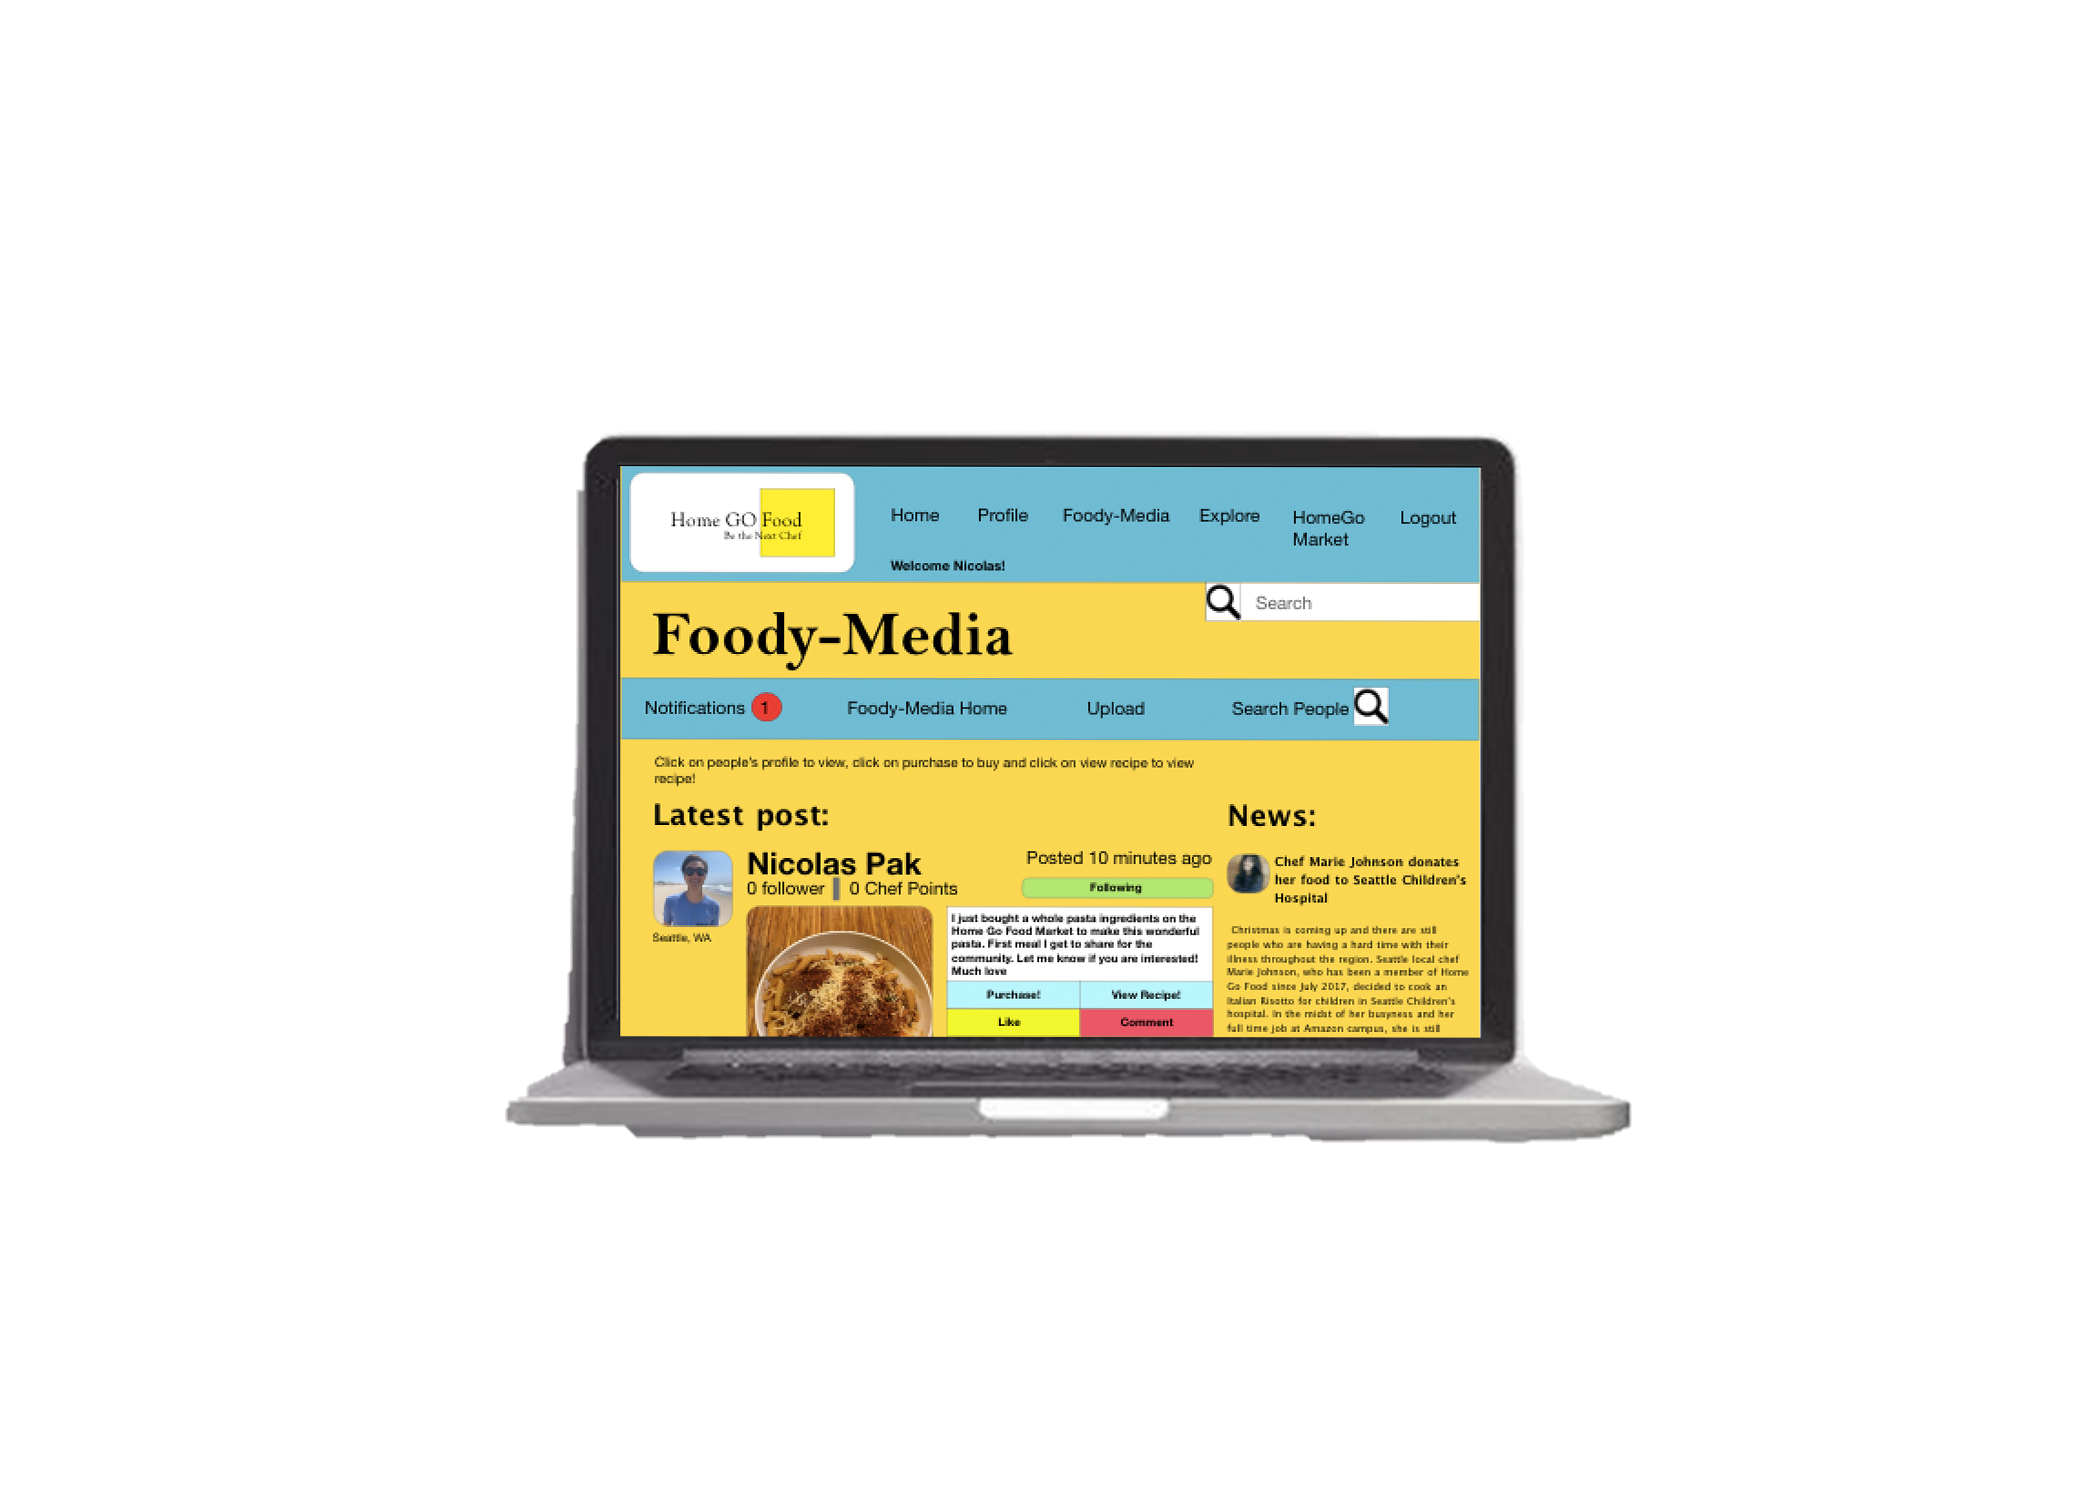 Home GO Food
Be the Next Chef
Home
Profile
Foody-Media
Explore
HomeGo
Market
Logout
Welcome Nicolas!
Search
Foody-Media
Notifications 1
Foody-Media Home
Upload
Search People
Click on people's profile to view, click on purchase to buy and click on view recipe to view
recipe!
Latest post:
Nicolas Pak
0 follower
0 Chef Points
Posted 10 minutes ago
Following
Seattle, WA
I just bought a whole pasta ingredients on the
Home Go Food Market to make this wonderful
pasta. First meal I get to share for the
community. Let me know if you are interested!
Much love
Purchase!
View Recipe!
Like
Comment
News:
Chef Marie Johnson donates
her food to Seattle Children's
Hospital
Christmas is coming up and there are still
people who are having a hard time with their
illness throughout the region. Seattle local chef
Marie Johnson, who has been a member of Home
Go Food since July 2017, decided to cook an
Italian Risotto for children in Seattle Children's
hospital. In the midst of her busyness and her
full time job at Amazon campus, she is still